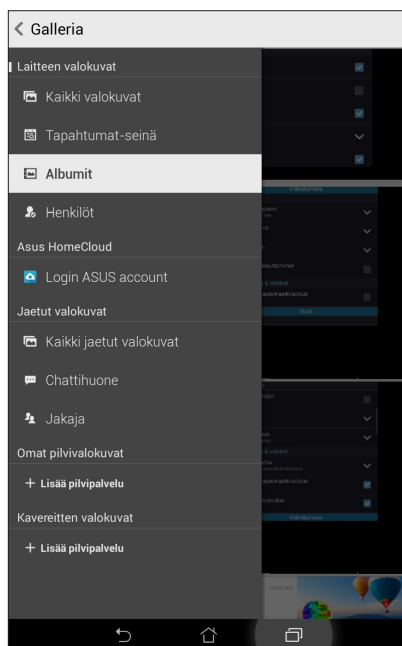 Galleria
Laitteen valokuvat
Kaikki valokuvat
Tapahtumat-seinä
Albumit
Henkilöt
Asus HomeCloud
Login ASUS account
Jaetut valokuvat
Kaikki jaetut valokuvat
Chattihuone
Jakaja
Omat pilvivalokuvat
+ Lisää pilvipalvelu
Kavereitten valokuvat
+ Lisää pilvipalvelu